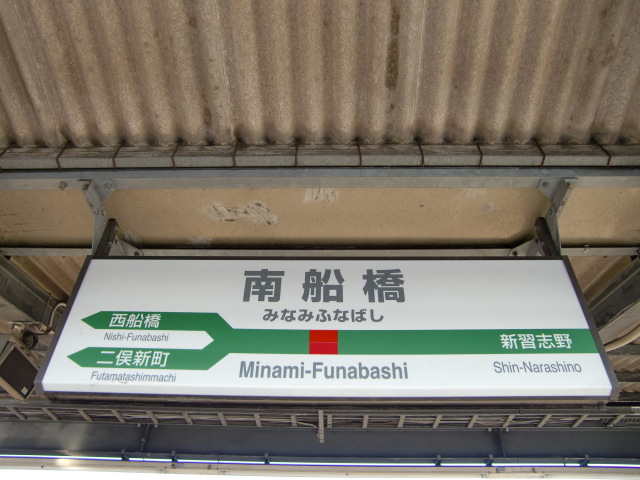 南船橋
みなみふなばし
西船橋
Nishi-Funabashi
二俣新町
Futamatashimmachi
新習志野
Minami-Funabashi
Shin-Narashino